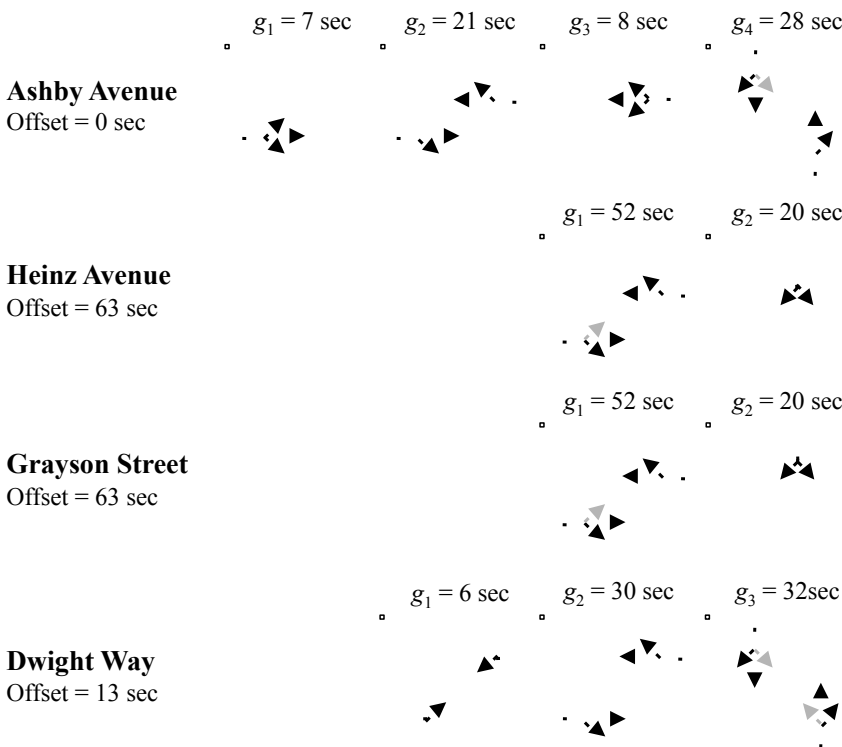 g1 = 7 sec g2 = 21 sec g3 = 8 sec g4 = 28 sec
Ashby Avenue
Offset = 0 sec
g1 = 52 sec g2 = 20 sec
Heinz Avenue
Offset = 63 sec
g1 = 52 sec g2 = 20 sec
Grayson Street
Offset = 63 sec
g1 = 6 sec g2 = 30 sec g3 = 32sec
Dwight Way
Offset = 13 sec